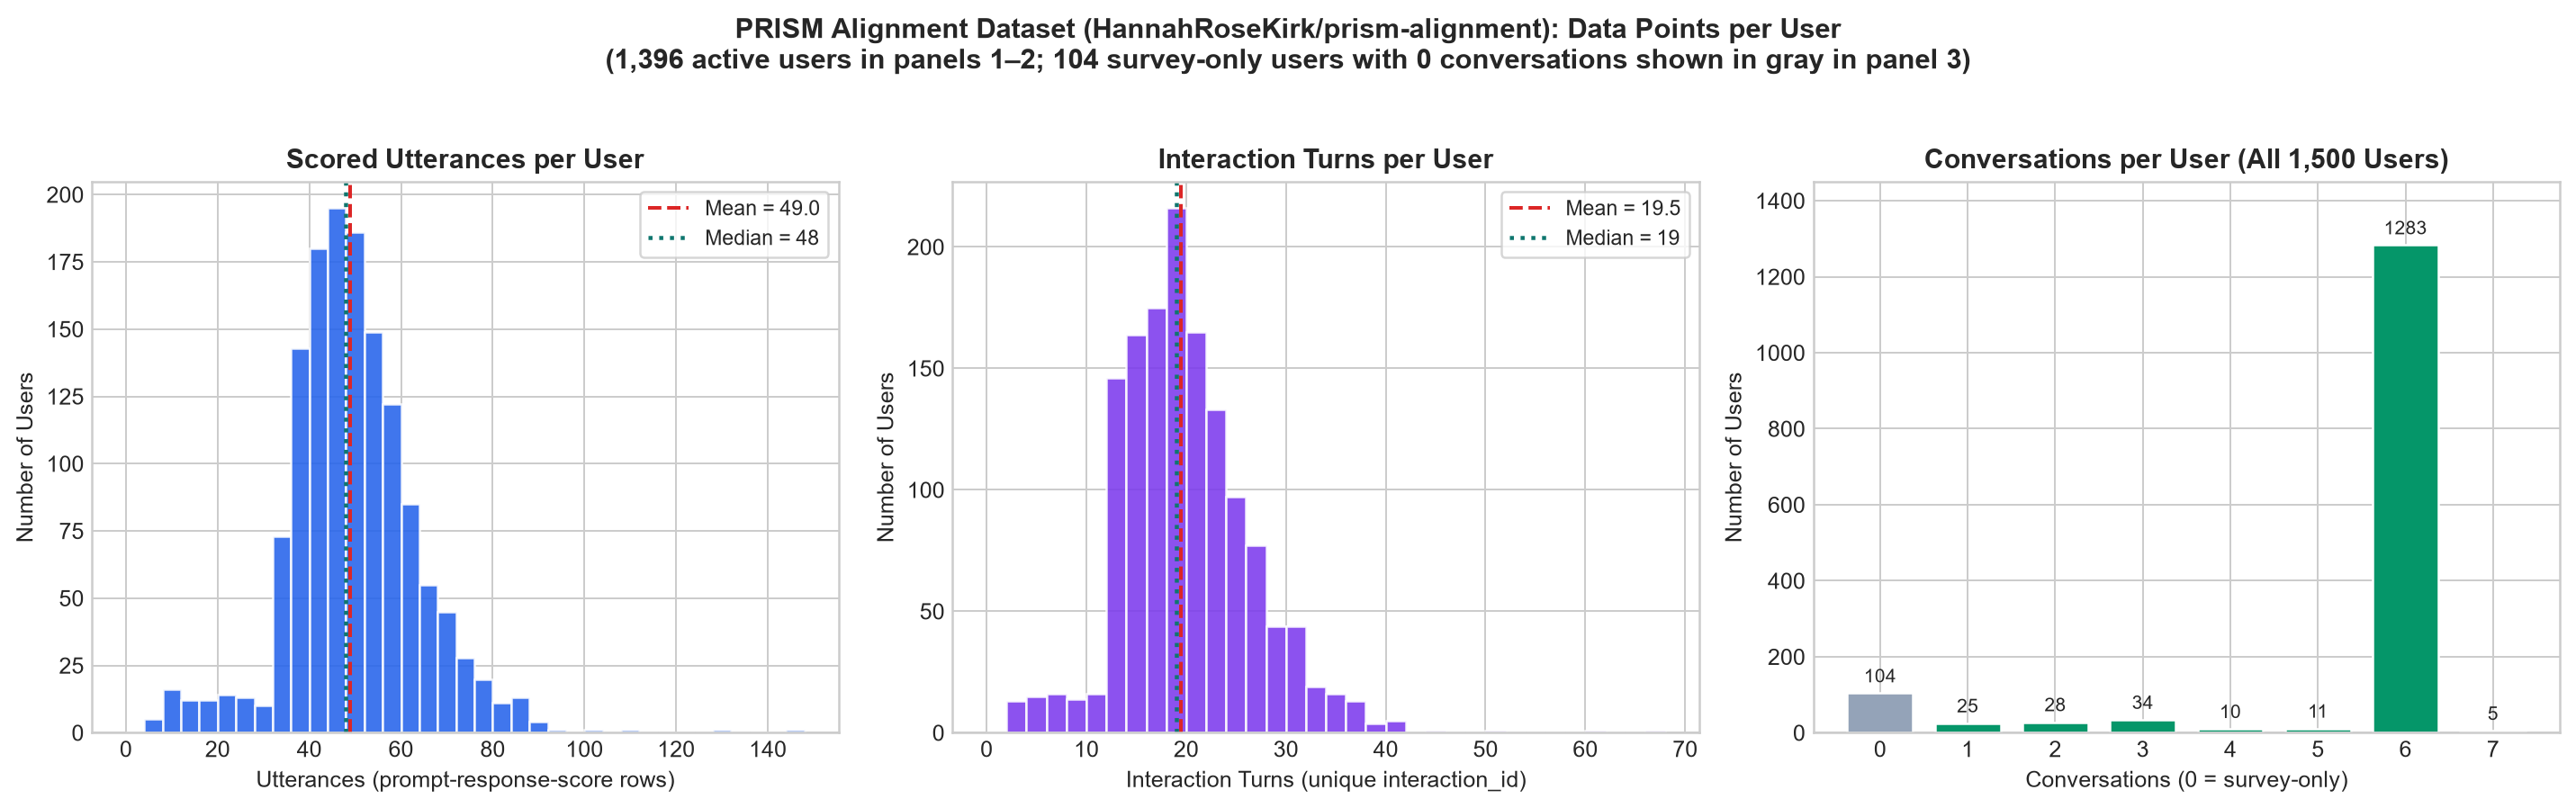 PRISM Alignment Dataset (HannahRoseKirk/prism-alignment): Data Points per User
(1,396 active users in panels 1–2; 104 survey-only users with 0 conversations shown in gray in panel 3)
Scored Utterances per User
Mean = 49.0
Median = 48
200
175
150
125
100
75
50
25
0
Number of Users
0 20 40 60 80 100 120 140
Utterances (prompt-response-score rows)
Interaction Turns per User
Mean = 19.5
Median = 19
200
150
100
50
0
Number of Users
0 10 20 30 40 50 60 70
Interaction Turns (unique interaction_id)
Conversations per User (All 1,500 Users)
1400
1200
1000
800
600
400
200
0
Number of Users
104 25 28 34 10 11 1283 5
0 1 2 3 4 5 6 7
Conversations (0 = survey-only)